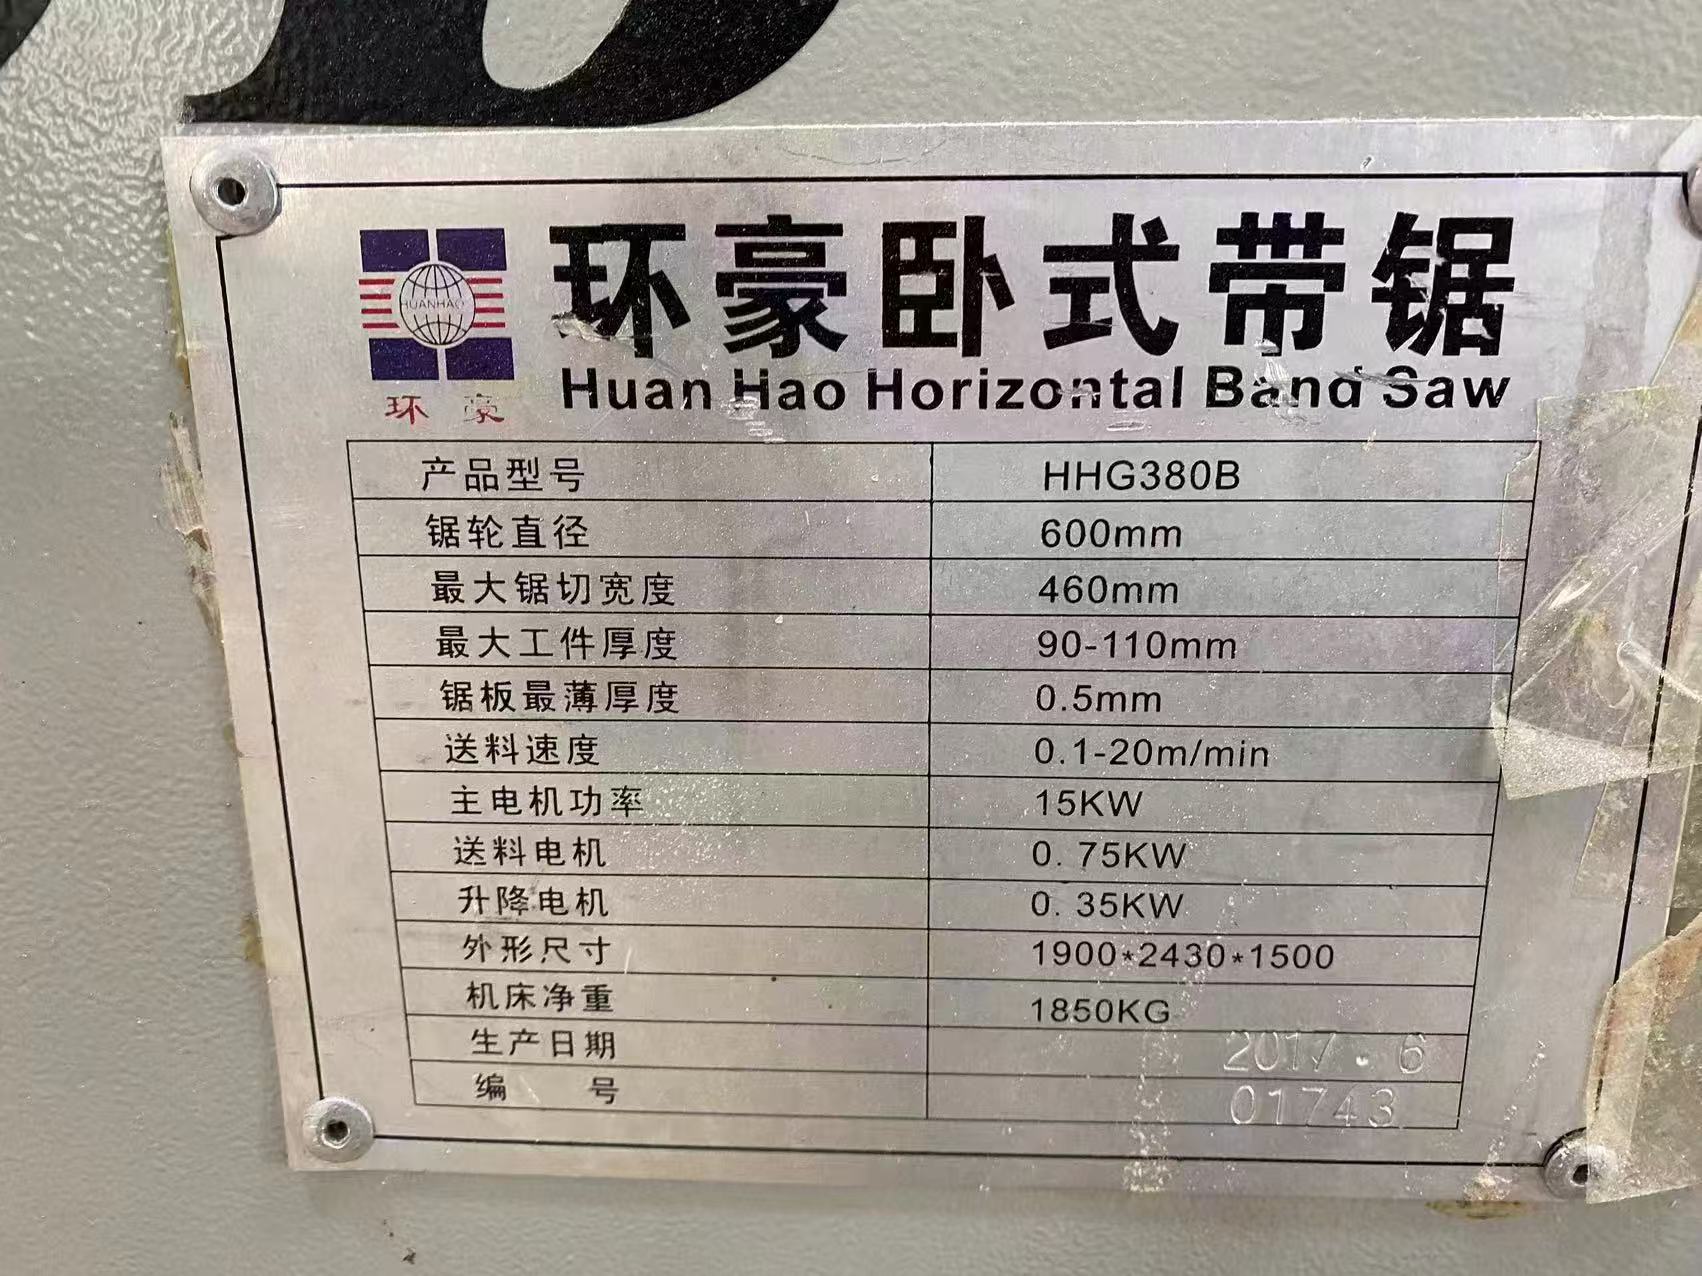 HUANHAO
环豪
环豪卧式带锯
Huan Hao Horizontal Band Saw
产品型号 HHG380B
锯轮直径 600mm
最大锯切宽度 460mm
最大工件厚度 90-110mm
锯板最薄厚度 0.5mm
送料速度 0.1-20m/min
主电机功率 15KW
送料电机 0.75KW
升降电机 0.35KW
外形尺寸 1900*2430*1500
机床净重 1850KG
生产日期 2017.6
编 号 01743